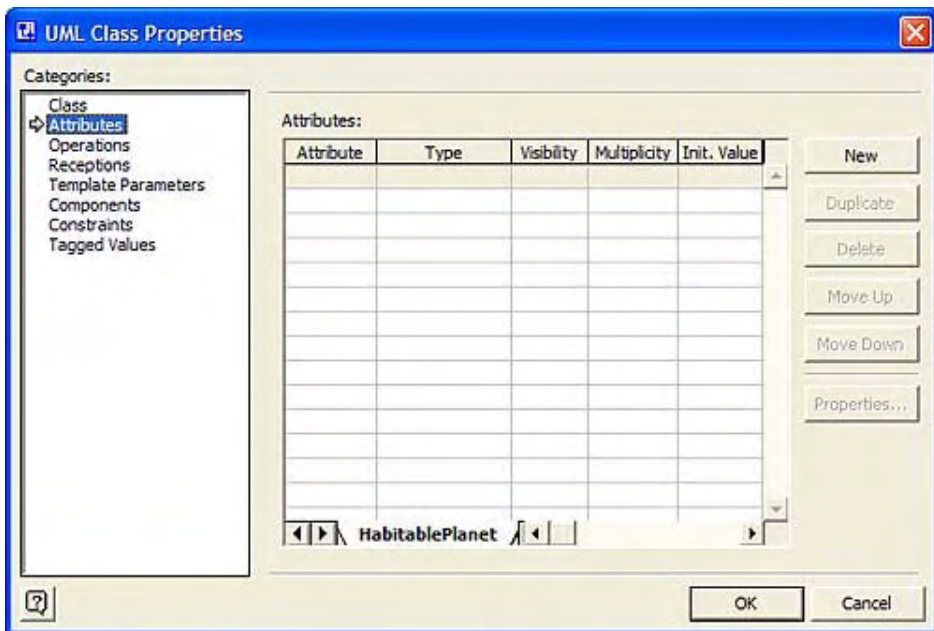 UML Class Properties
Categories:
Class
Attributes
Operations
Receptions
Template Parameters
Components
Constraints
Tagged Values
Attributes:
Attribute Type Visibility Multiplicity Init. Value
New
Duplicate
Delete
Move Up
Move Down
Properties...
HabitablePlanet
OK Cancel